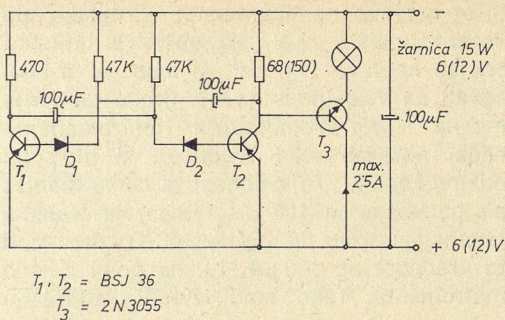 −
470
47K
47K
68(150)
žarnica 15W
6(12)V
100µF
100µF
100µF
T1
D1
D2
T2
T3
max.
2.5A
+ 6(12)V
T1, T2 = BSJ 36
T3 = 2N3055